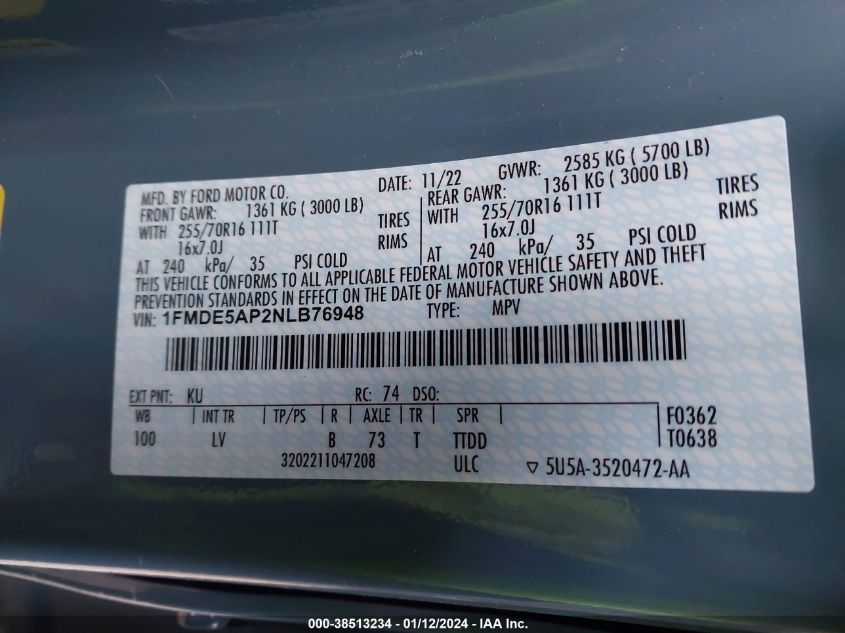 MFD. BY FORD MOTOR CO. DATE: 11/22 GVWR: 2585 KG ( 5700 LB)
FRONT GAWR: 1361 KG ( 3000 LB) REAR GAWR: 1361 KG ( 3000 LB)
WITH 255/70R16 111T TIRES WITH 255/70R16 111T TIRES
16x7.0J RIMS 16x7.0J RIMS
AT 240 kPa/ 35 PSI COLD AT 240 kPa/ 35 PSI COLD
THIS VEHICLE CONFORMS TO ALL APPLICABLE FEDERAL MOTOR VEHICLE SAFETY AND THEFT
PREVENTION STANDARDS IN EFFECT ON THE DATE OF MANUFACTURE SHOWN ABOVE.
VIN: 1FMDE5AP2NLB76948 TYPE: MPV
EXT PNT: KU RC: 74 DSO:
WB INT TR TP/PS R AXLE TR SPR F0362
100 LV B 73 T TTDD T0638
3202211047208 ULC ▽ 5U5A-3520472-AA
000-38513234 - 01/12/2024 - IAA Inc.